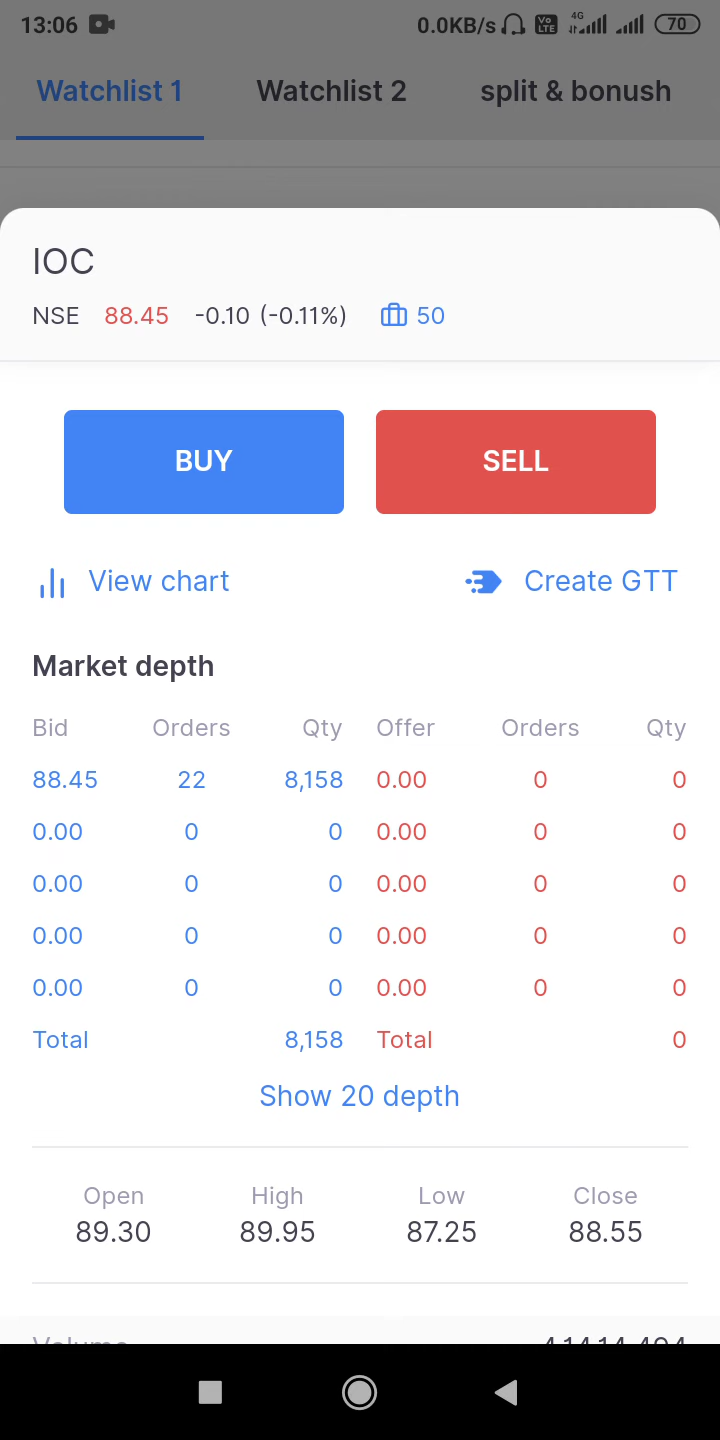 13:06 0.0KB/s Vo LTE 4G 70
Watchlist 1 Watchlist 2 split & bonush
IOC
NSE 88.45 -0.10 (-0.11%) 50
BUY SELL
View chart Create GTT
Market depth
Bid Orders Qty Offer Orders Qty
88.45 22 8,158 0.00 0 0
0.00 0 0 0.00 0 0
0.00 0 0 0.00 0 0
0.00 0 0 0.00 0 0
0.00 0 0 0.00 0 0
Total 8,158 Total 0
Show 20 depth
Open High Low Close
89.30 89.95 87.25 88.55
Volume